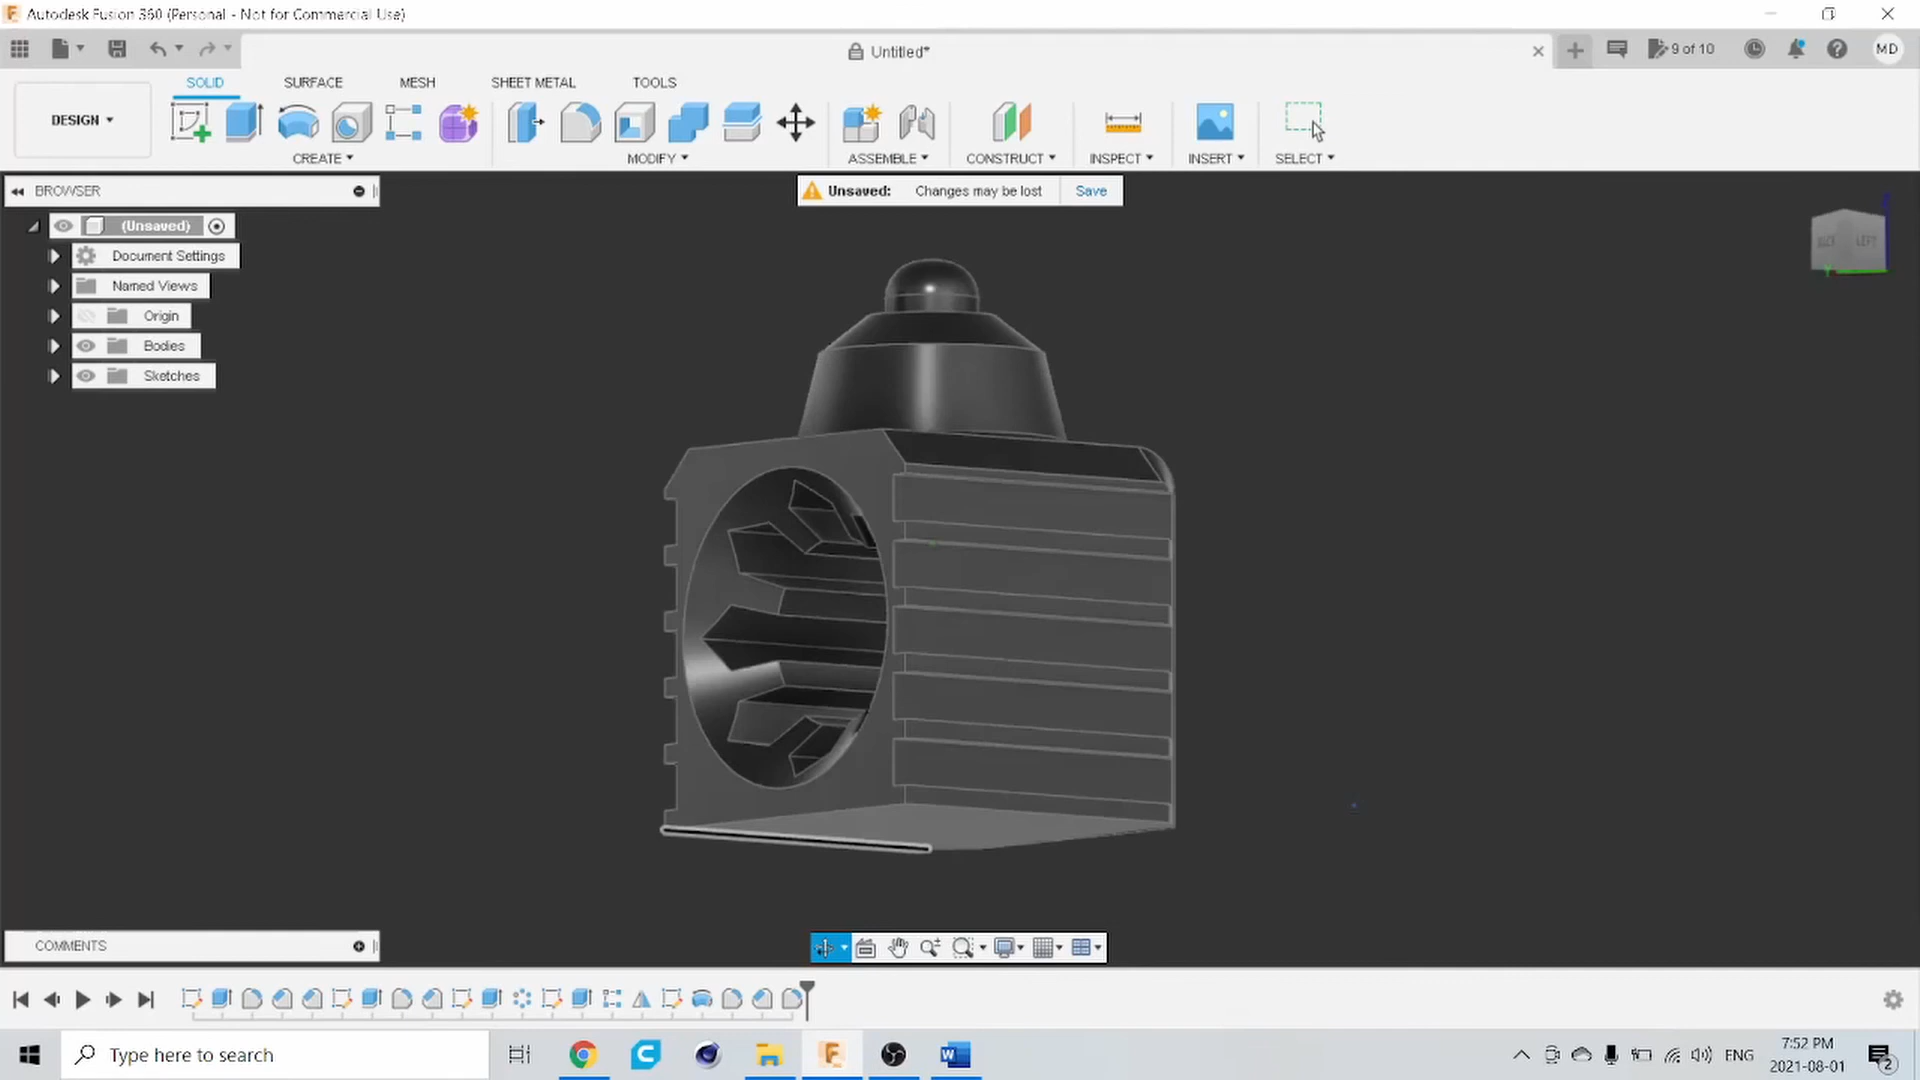 Autodesk Fusion 360 (Personal - Not for Commercial Use)
Untitled*
9 of 10
MD
DESIGN
SOLID
SURFACE
MESH
SHEET METAL
TOOLS
CREATE
MODIFY
ASSEMBLE
CONSTRUCT
INSPECT
INSERT
SELECT
BROWSER
Unsaved: Changes may be lost Save
(Unsaved)
Document Settings
Named Views
Origin
Bodies
Sketches
LEFT
COMMENTS
Type here to search
ENG
7:52 PM
2021-08-01
2